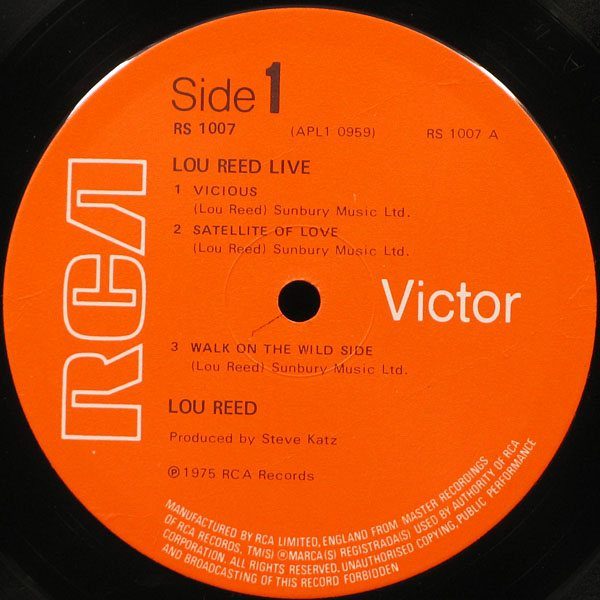 Side 1
RS 1007 (APL1 0959) RS 1007 A
LOU REED LIVE
1 VICIOUS
(Lou Reed) Sunbury Music Ltd.
2 SATELLITE OF LOVE
(Lou Reed) Sunbury Music Ltd.
RCA
Victor
3 WALK ON THE WILD SIDE
(Lou Reed) Sunbury Music Ltd.
LOU REED
Produced by Steve Katz
Ⓟ1975 RCA Records
MANUFACTURED BY RCA LIMITED, ENGLAND FROM MASTER RECORDINGS
OF RCA RECORDS, TM(S) ® MARCA(S) REGISTRADA(S) USED BY AUTHORITY OF RCA
CORPORATION. ALL RIGHTS RESERVED. UNAUTHORISED COPYING, PUBLIC PERFORMANCE
AND BROADCASTING OF THIS RECORD FORBIDDEN